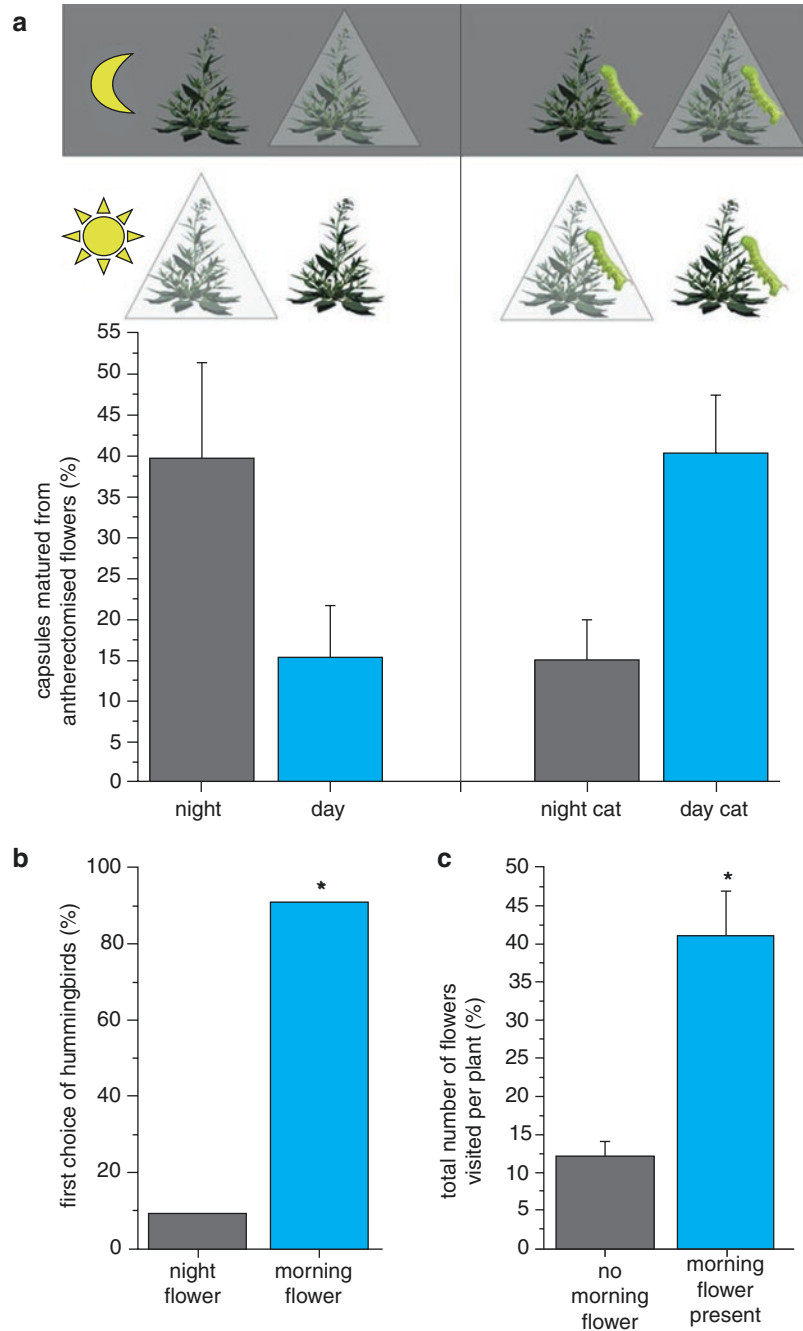 a
55
50
45
40
35
30
25
20
15
10
5
0
capsules matured from
antherectomised flowers (%)
night
day
night cat
day cat
b
100
80
60
40
20
0
first choice of hummingbirds (%)
*
night
flower
morning
flower
c
50
45
40
35
30
25
20
15
10
5
0
total number of flowers
visited per plant (%)
*
no
morning
flower
morning
flower
present